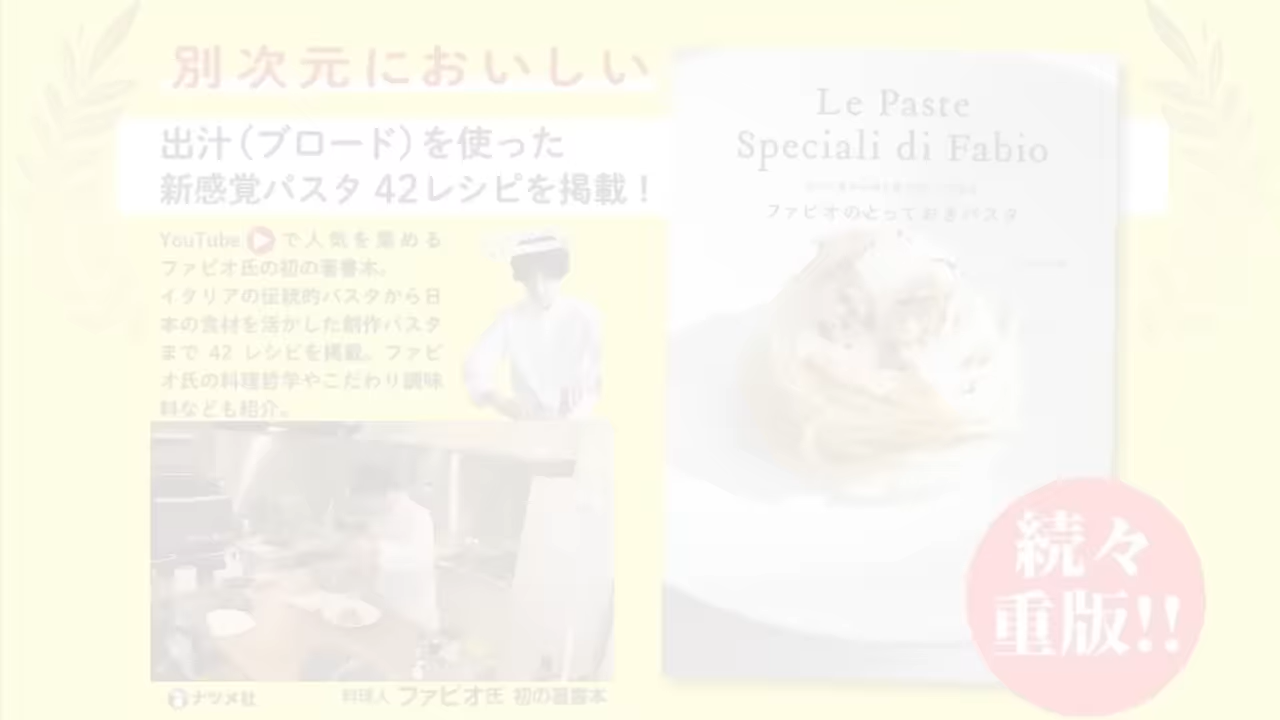 別次元においしい
出汁（ブロード）を使った
新感覚パスタ 42レシピを掲載！
YouTube で人気を集める
ファビオ氏の初の著書本。
イタリアの伝統的パスタから日
本の食材を活かした創作パスタ
まで 42 レシピを掲載。ファビ
オ氏の料理哲学やこだわり調味
料なども紹介。
ナツメ社
料理人 ファビオ氏 初の著書本
Le Paste
Speciali di Fabio
ファビオのとっておきパスタ
続々
重版!!